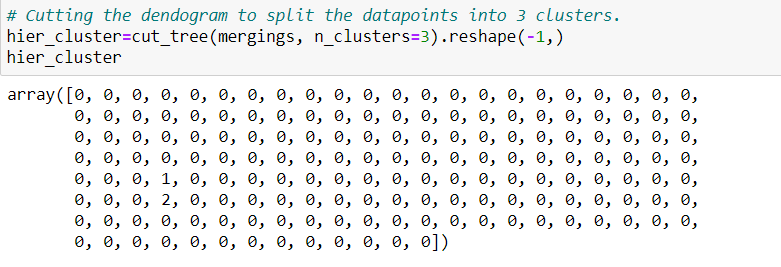 # Cutting the dendogram to split the datapoints into 3 clusters.
hier_cluster=cut_tree(mergings, n_clusters=3).reshape(-1,)
hier_cluster
array([0, 0, 0, 0, 0, 0, 0, 0, 0, 0, 0, 0, 0, 0, 0, 0, 0, 0, 0, 0, 0, 0,
0, 0, 0, 0, 0, 0, 0, 0, 0, 0, 0, 0, 0, 0, 0, 0, 0, 0, 0, 0, 0, 0,
0, 0, 0, 0, 0, 0, 0, 0, 0, 0, 0, 0, 0, 0, 0, 0, 0, 0, 0, 0, 0, 0,
0, 0, 0, 0, 0, 0, 0, 0, 0, 0, 0, 0, 0, 0, 0, 0, 0, 0, 0, 0, 0, 0,
0, 0, 0, 1, 0, 0, 0, 0, 0, 0, 0, 0, 0, 0, 0, 0, 0, 0, 0, 0, 0, 0,
0, 0, 0, 2, 0, 0, 0, 0, 0, 0, 0, 0, 0, 0, 0, 0, 0, 0, 0, 0, 0, 0,
0, 0, 0, 0, 0, 0, 0, 0, 0, 0, 0, 0, 0, 0, 0, 0, 0, 0, 0, 0, 0, 0,
0, 0, 0, 0, 0, 0, 0, 0, 0, 0, 0, 0, 0])